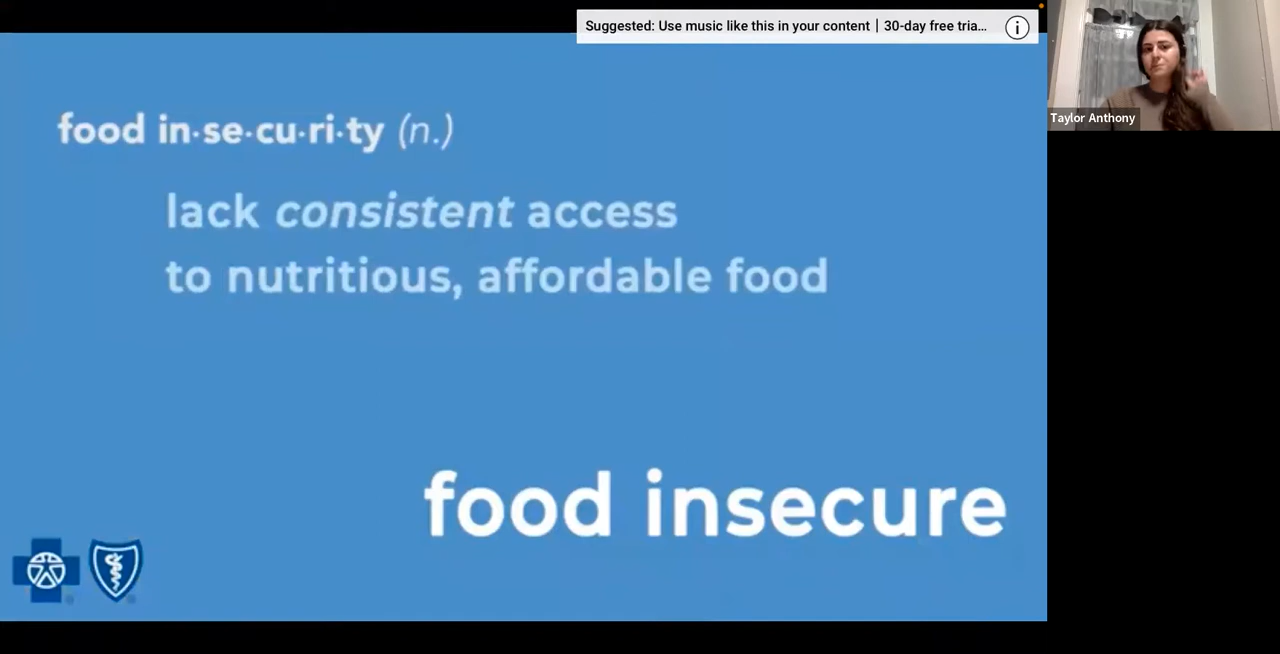 Suggested: Use music like this in your content | 30-day free tria...
Taylor Anthony
food in·se·cu·ri·ty (n.)
lack consistent access
to nutritious, affordable food
food insecure